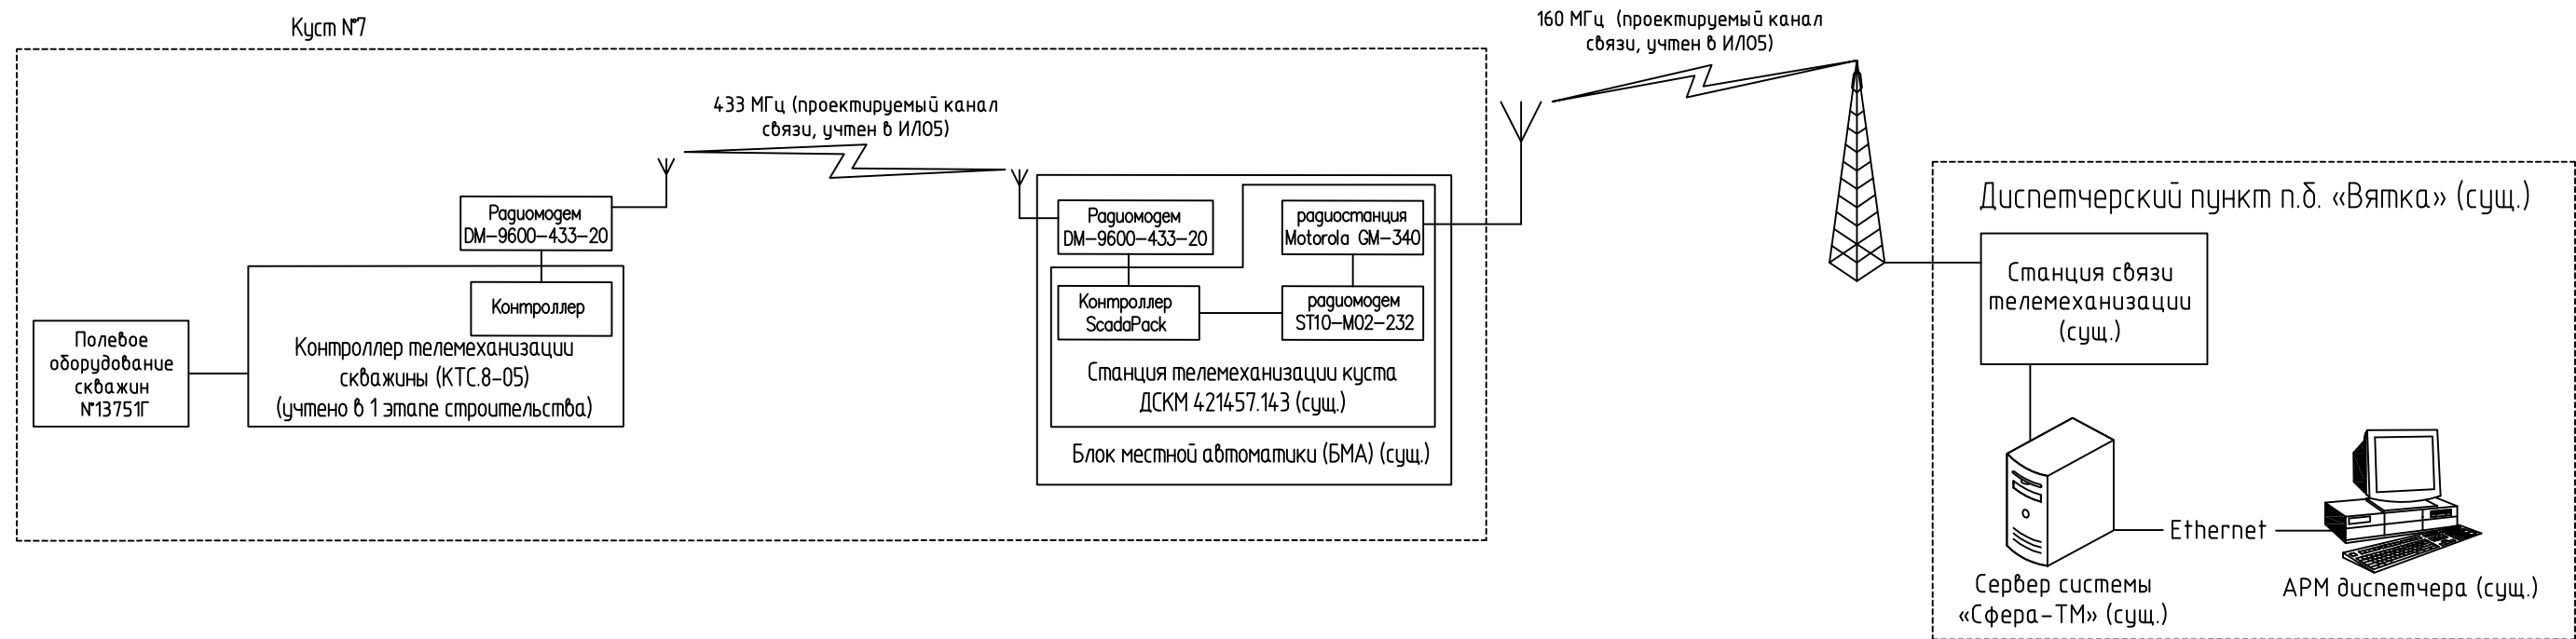 Куст №7
160 МГц (проектируемый канал
связи, учтен в ИЛО5)
433 МГц (проектируемый канал
связи, учтен в ИЛО5)
Радиомодем
DM-9600-433-20
Контроллер
Полевое
оборудование
скважин
№13751Г
Контроллер телемеханизации
скважины (КТС.8-05)
(учтено в 1 этапе строительства)
Радиомодем
DM-9600-433-20
радиостанция
Motorola GM-340
Контроллер
ScadaPack
радиомодем
ST10-M02-232
Станция телемеханизации куста
ДСКМ 421457.143 (сущ.)
Блок местной автоматики (БМА) (сущ.)
Диспетчерский пункт п.б. «Вятка» (сущ.)
Станция связи
телемеханизации
(сущ.)
Ethernet
Сервер системы
«Сфера-ТМ» (сущ.)
АРМ диспетчера (сущ.)